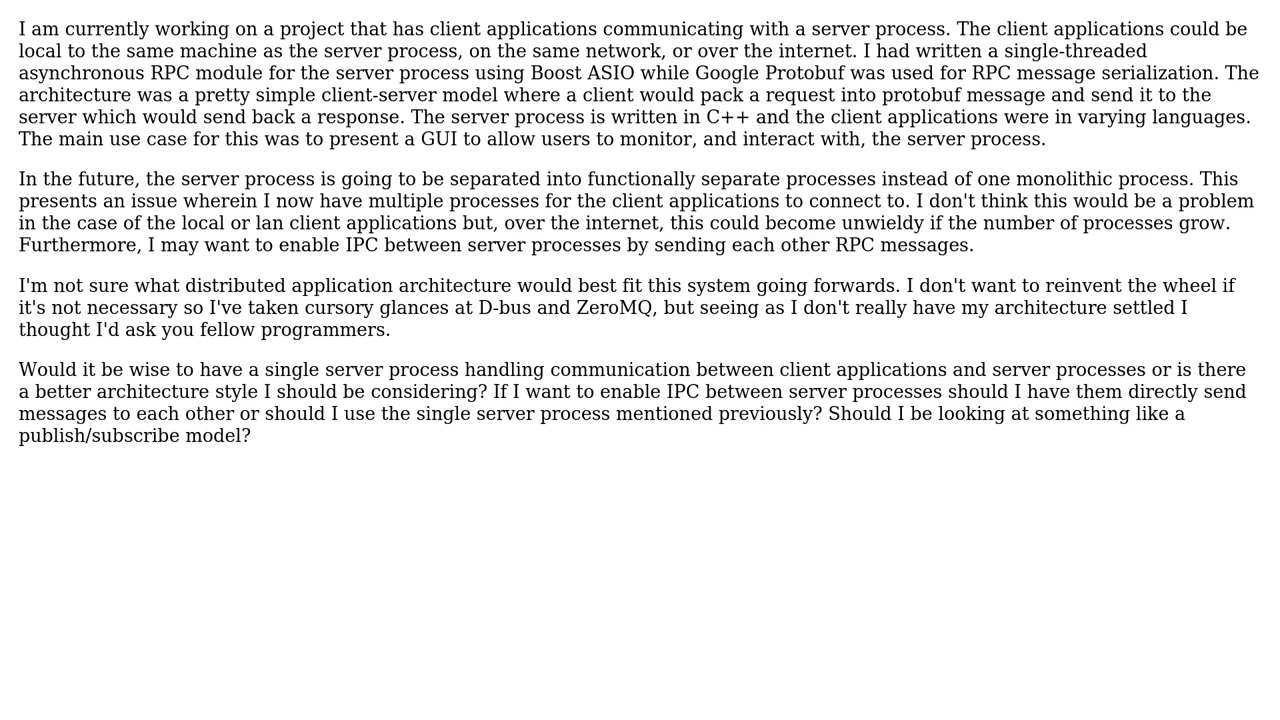 I am currently working on a project that has client applications communicating with a server process. The client applications could be
local to the same machine as the server process, on the same network, or over the internet. I had written a single-threaded
asynchronous RPC module for the server process using Boost ASIO while Google Protobuf was used for RPC message serialization. The
architecture was a pretty simple client-server model where a client would pack a request into protobuf message and send it to the
server which would send back a response. The server process is written in C++ and the client applications were in varying languages.
The main use case for this was to present a GUI to allow users to monitor, and interact with, the server process.
In the future, the server process is going to be separated into functionally separate processes instead of one monolithic process. This
presents an issue wherein I now have multiple processes for the client applications to connect to. I don't think this would be a problem
in the case of the local or lan client applications but, over the internet, this could become unwieldy if the number of processes grow.
Furthermore, I may want to enable IPC between server processes by sending each other RPC messages.
I'm not sure what distributed application architecture would best fit this system going forwards. I don't want to reinvent the wheel if
it's not necessary so I've taken cursory glances at D-bus and ZeroMQ, but seeing as I don't really have my architecture settled I
thought I'd ask you fellow programmers.
Would it be wise to have a single server process handling communication between client applications and server processes or is there
a better architecture style I should be considering? If I want to enable IPC between server processes should I have them directly send
messages to each other or should I use the single server process mentioned previously? Should I be looking at something like a
publish/subscribe model?